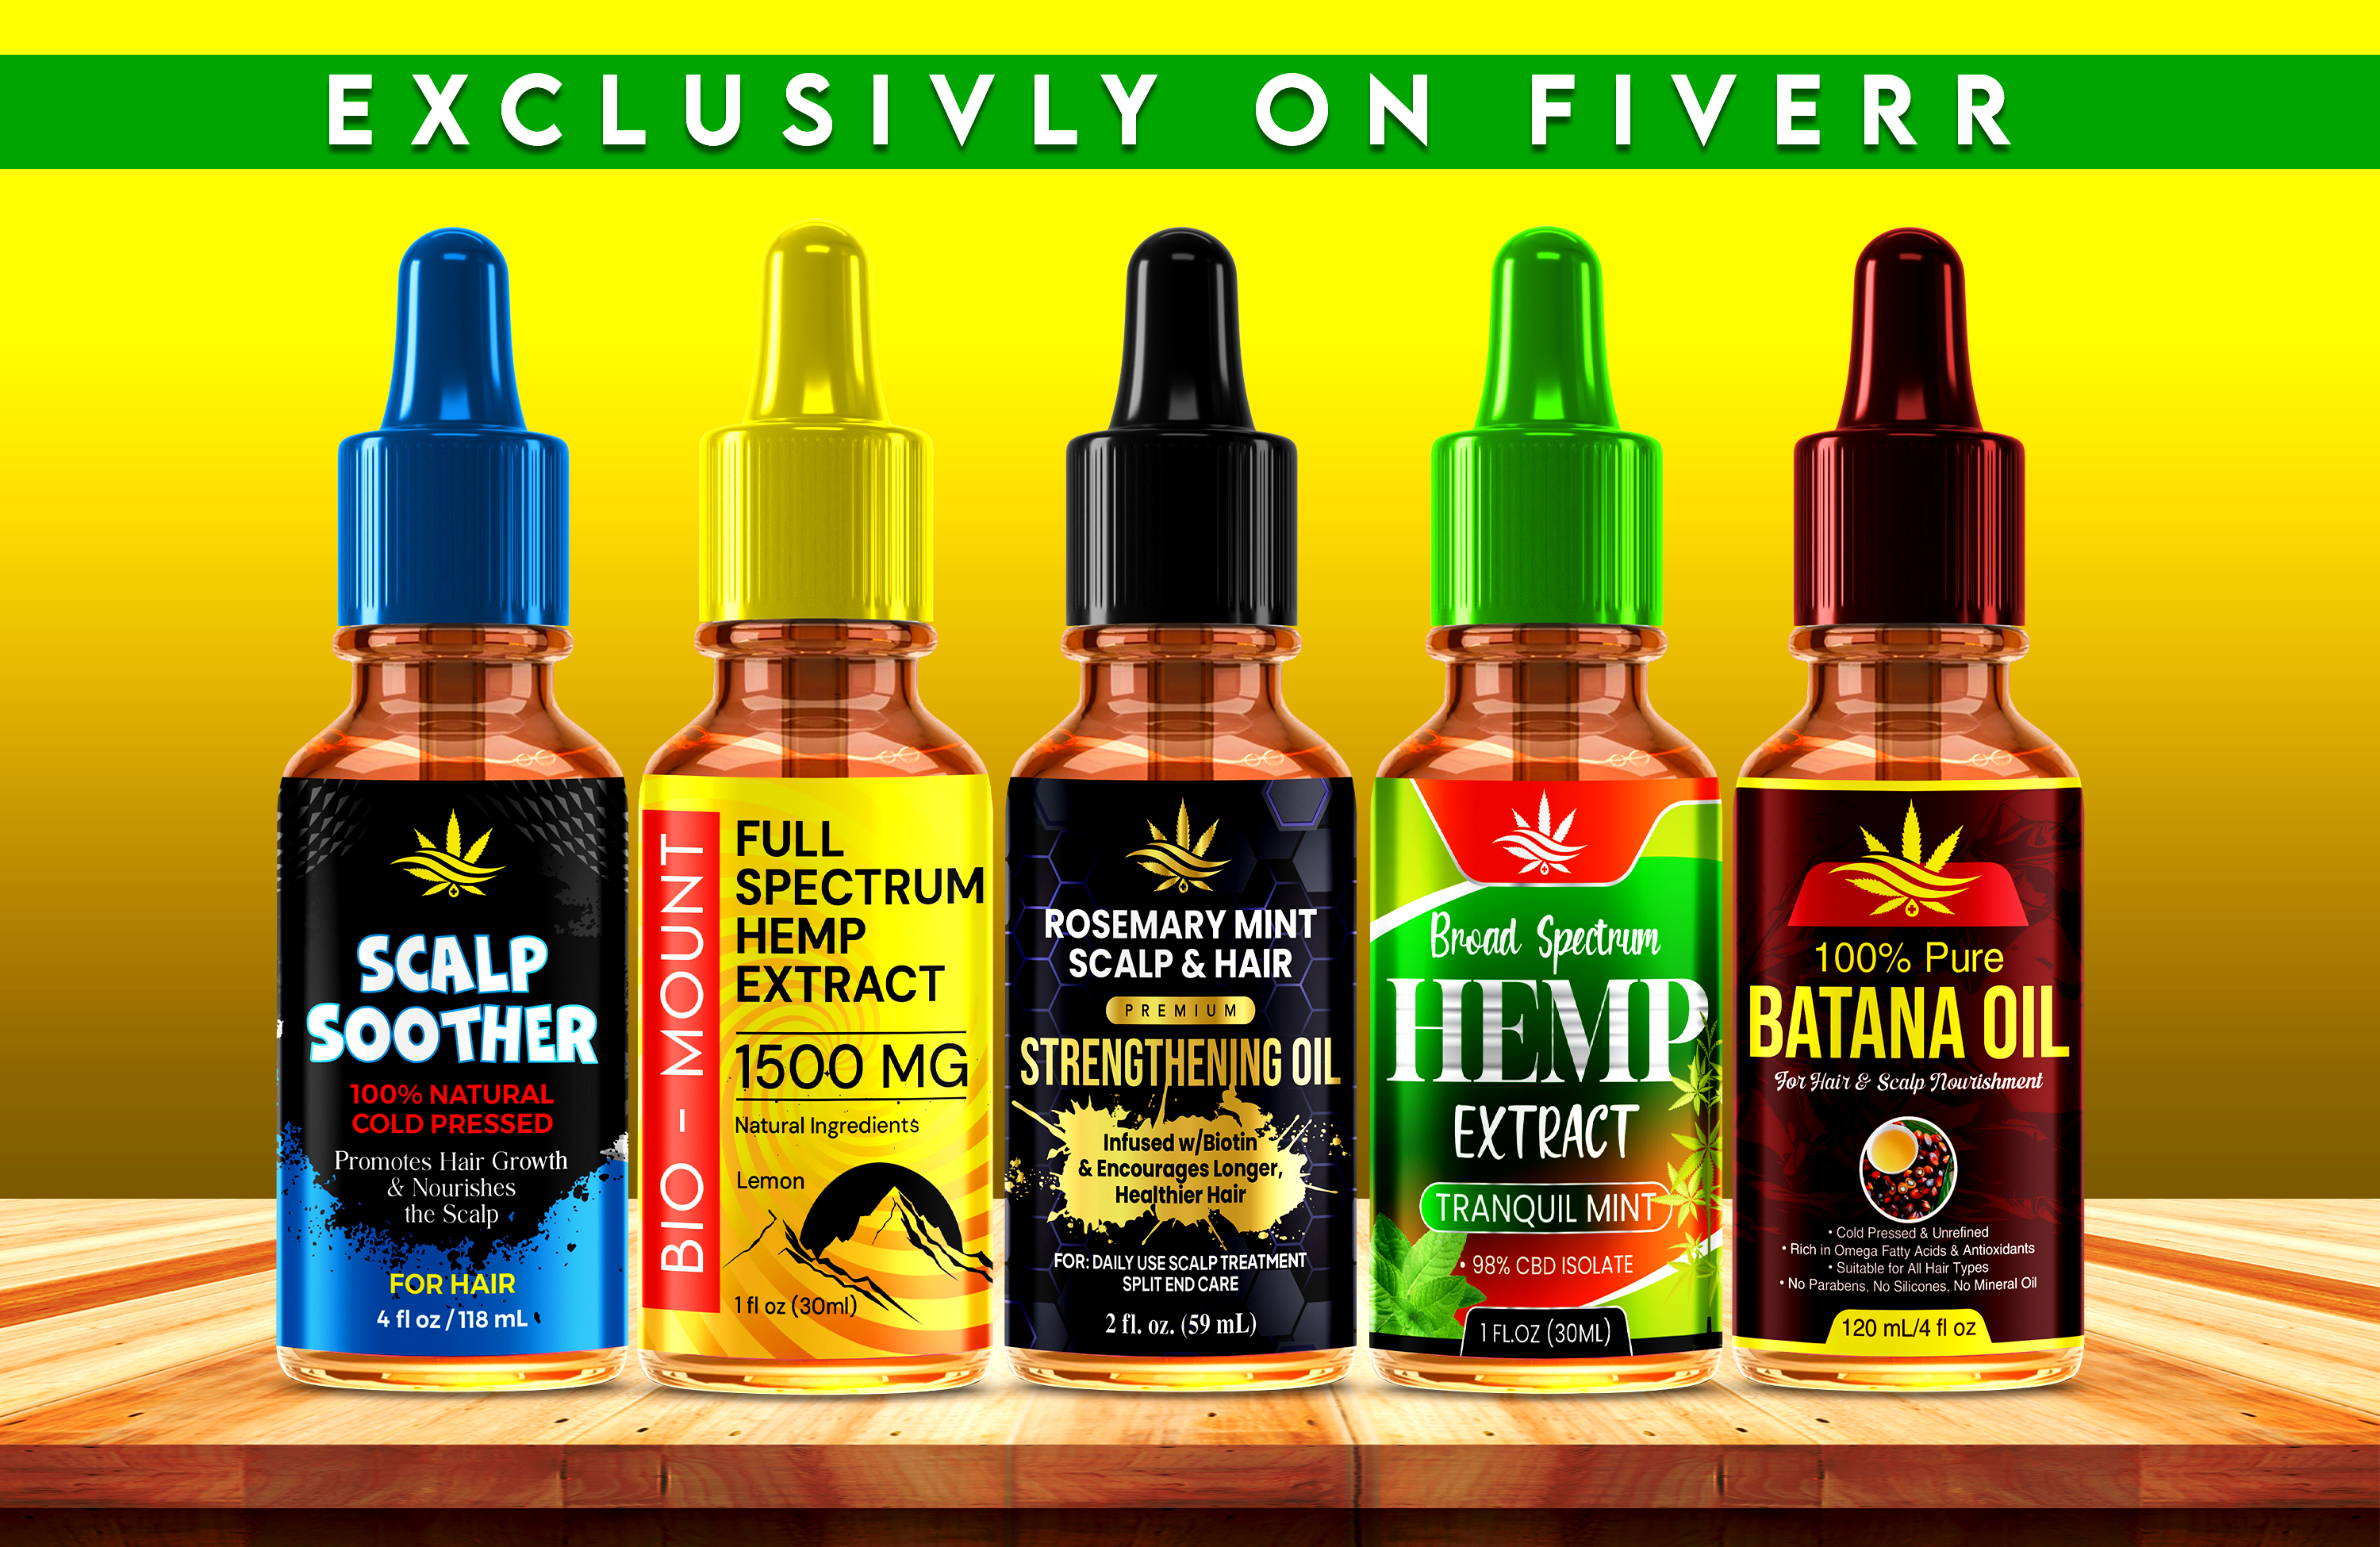 EXCLUSIVLY ON FIVERR
SCALP
SOOTHER
100% NATURAL
COLD PRESSED
Promotes Hair Growth
& Nourishes
the Scalp
FOR HAIR
4 fl oz / 118 mL
BIO - MOUNT
FULL
SPECTRUM
HEMP
EXTRACT
1500 MG
Natural Ingredients
Lemon
1 fl oz (30ml)
ROSEMARY MINT
SCALP & HAIR
PREMIUM
STRENGTHENING OIL
Infused w/Biotin
& Encourages Longer,
Healthier Hair
FOR: DAILY USE SCALP TREATMENT
SPLIT END CARE
2 fl. oz. (59 mL)
Broad Spectrum
HEMP
EXTRACT
TRANQUIL MINT
• 98% CBD ISOLATE
1 FL.OZ (30ML)
100% Pure
BATANA OIL
For Hair & Scalp Nourishment
• Cold Pressed & Unrefined
• Rich in Omega Fatty Acids & Antioxidants
• Suitable for All Hair Types
• No Parabens, No Silicones, No Mineral Oil
120 mL/4 fl oz